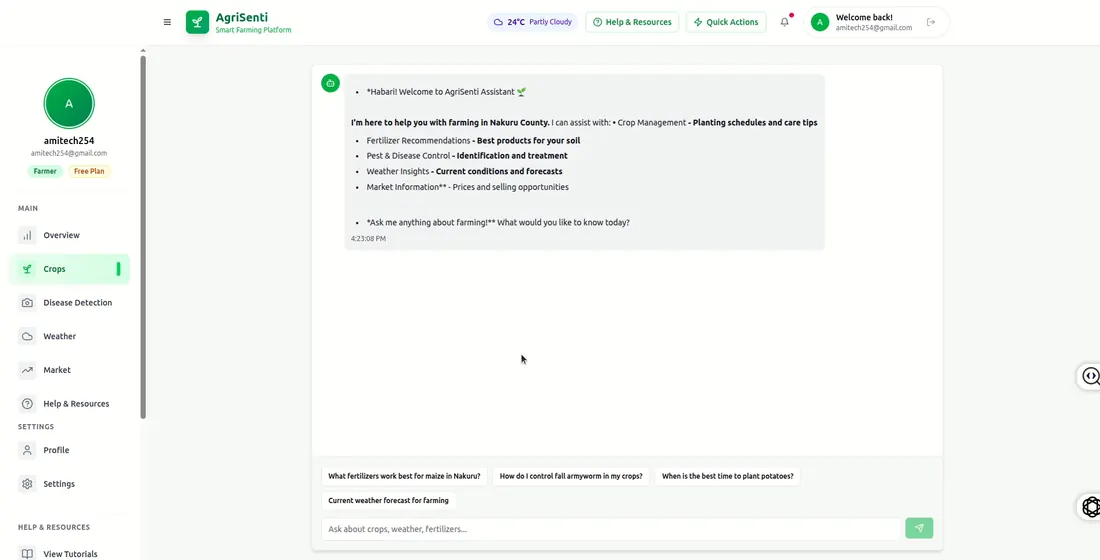 AgriSenti
Smart Farming Platform
24°C Partly Cloudy
Help & Resources
Quick Actions
A
Welcome back!
amitech254@gmail.com
A
amitech254
amitech254@gmail.com
Farmer
Free Plan
MAIN
Overview
Crops
Disease Detection
Weather
Market
Help & Resources
SETTINGS
Profile
Settings
HELP & RESOURCES
View Tutorials
• *Habari! Welcome to AgriSenti Assistant 🌱
I'm here to help you with farming in Nakuru County. I can assist with: • Crop Management - Planting schedules and care tips
• Fertilizer Recommendations - Best products for your soil
• Pest & Disease Control - Identification and treatment
• Weather Insights - Current conditions and forecasts
• Market Information** - Prices and selling opportunities
• *Ask me anything about farming!** What would you like to know today?
4:23:08 PM
What fertilizers work best for maize in Nakuru?
How do I control fall armyworm in my crops?
When is the best time to plant potatoes?
Current weather forecast for farming
Ask about crops, weather, fertilizers...